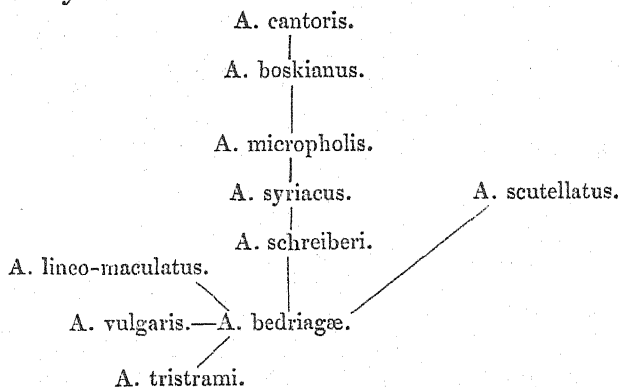 A. cantoris.
A. boskianus.
A. micropholis.
A. syriacus.
A. scutellatus.
A. schreiberi.
A. lineo-maculatus.
A. vulgaris.—A. bedriagæ.
A. tristrami.